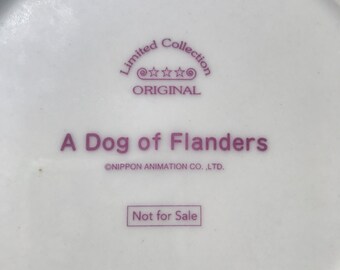 Limited Collection
ORIGINAL
A Dog of Flanders
©NIPPON ANIMATION CO.,LTD.
Not for Sale